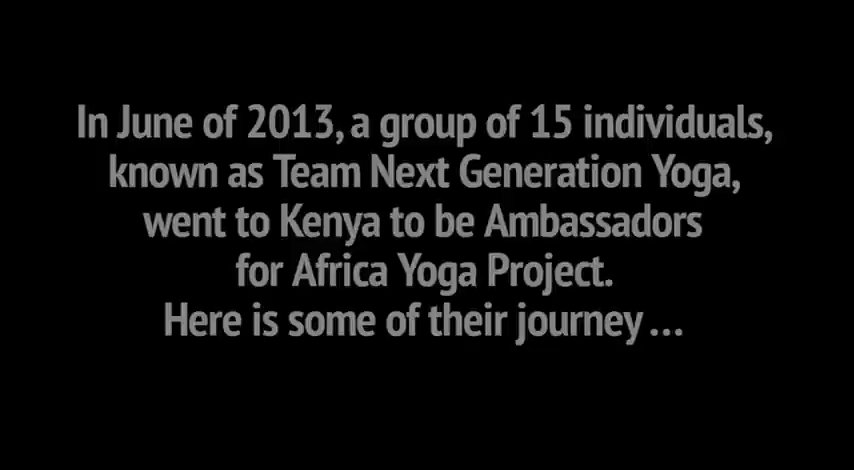 In June of 2013, a group of 15 individuals,
known as Team Next Generation Yoga,
went to Kenya to be Ambassadors
for Africa Yoga Project.
Here is some of their journey...